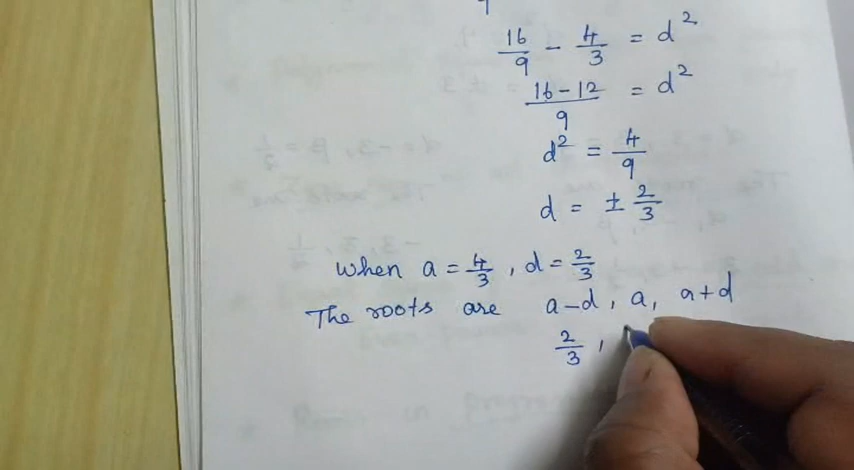 16/9 - 4/3 = d²
(16-12)/9 = d²
d² = 4/9
d = ± 2/3
when a = 4/3, d = 2/3
The roots are a-d, a, a+d
2/3,